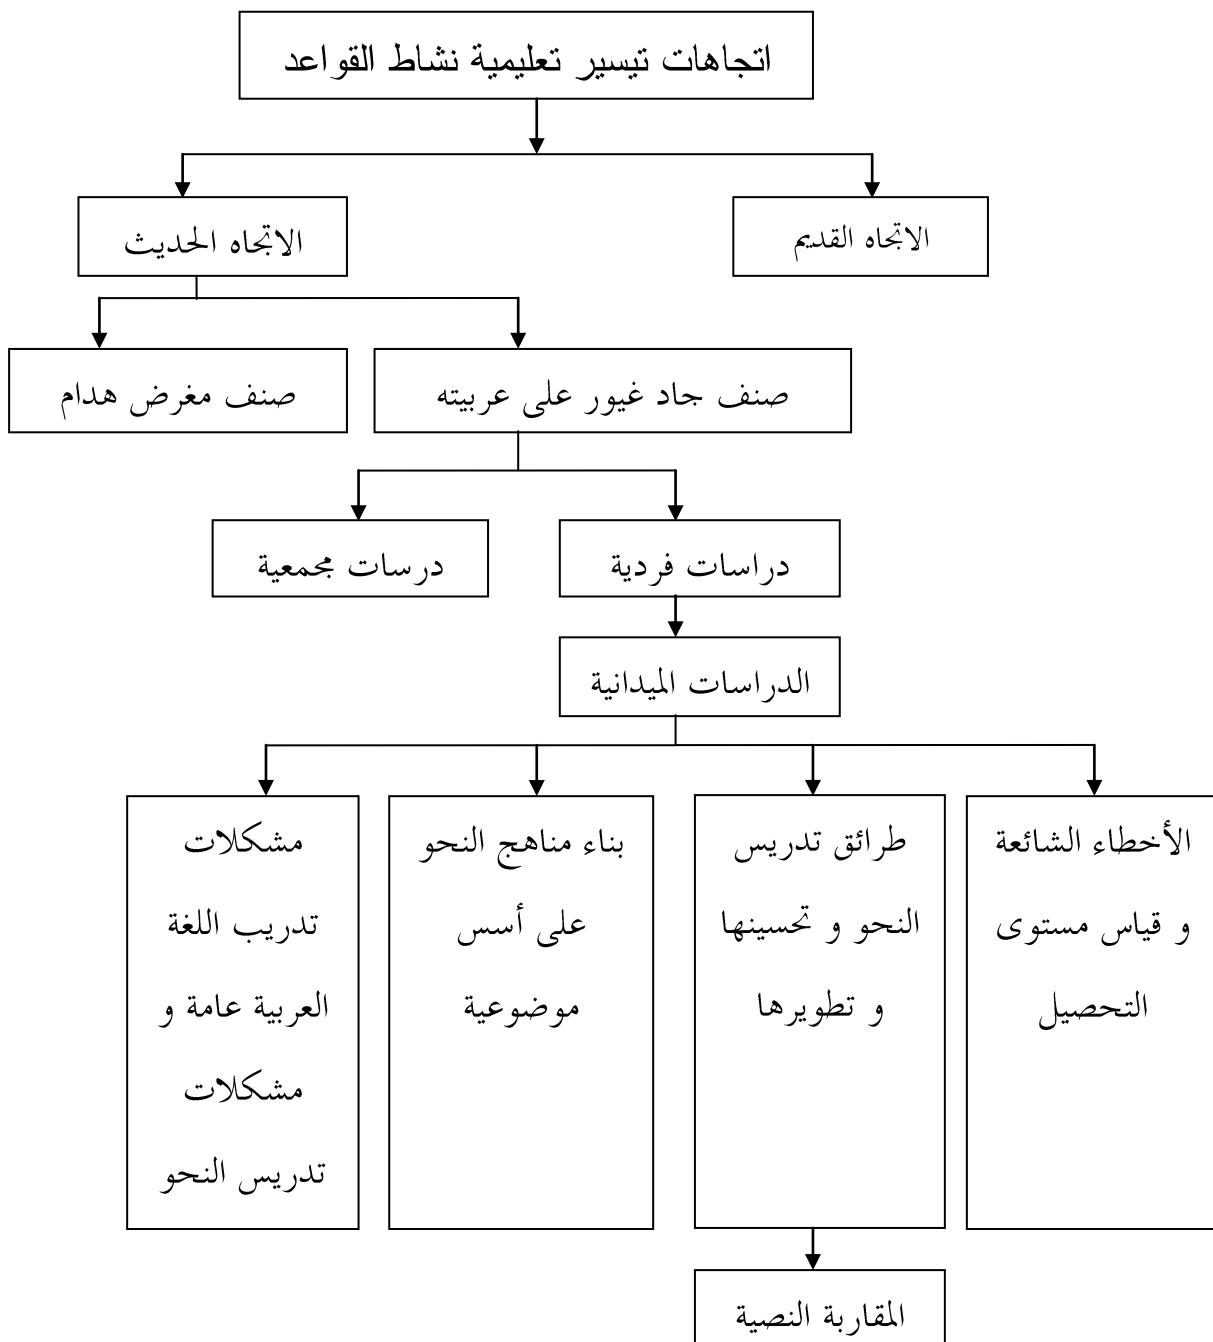 اتجاهات تيسير تعليمية نشاط القواعد
الاتجاه القديم
الاتجاه الحديث
صنف جاد غيور على عربيته
صنف مغرض هدام
دراسات فردية
درسات مجمعية
الدراسات الميدانية
الأخطاء الشائعة
و قياس مستوى
التحصيل
طرائق تدريس
النحو و تحسينها
و تطويرها
بناء مناهج النحو
على أسس
موضوعية
مشكلات
تدريب اللغة
العربية عامة و
مشكلات
تدريس النحو
المقاربة النصية